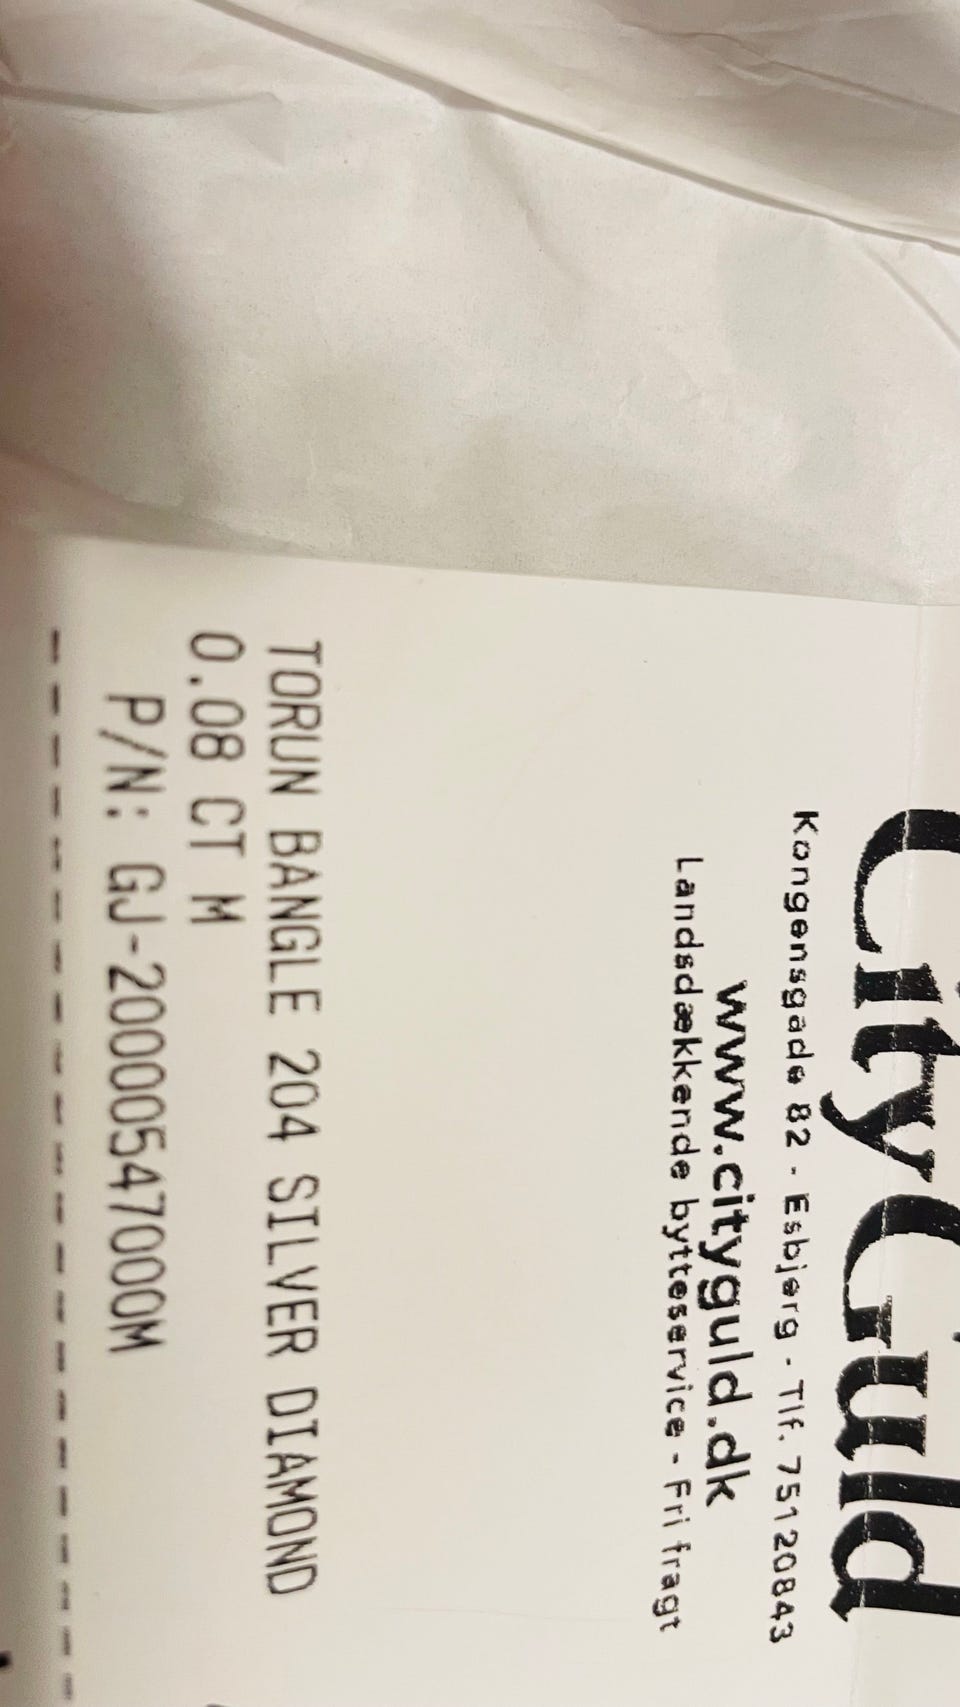 CityGuld
Kongensgade 82 - Esbjerg - Tlf. 75120843
www.cityguld.dk
Landsdækkende bytteservice - Fri fragt
TORUN BANGLE 204 SILVER DIAMOND
0.08 CT M
P/N: GJ-20000547000M
--------------------------